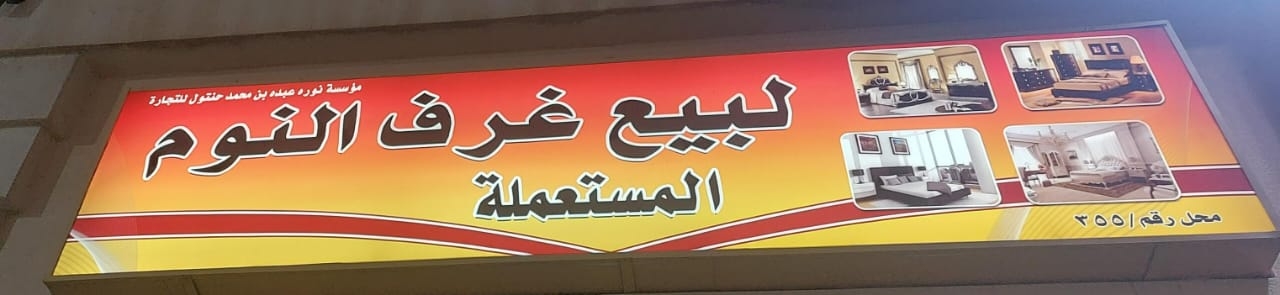 مؤسسة نوره عبده بن محمد حنتول للتجارة
لبيع غرف النوم
المستعملة
محل رقم / ٣٥٥